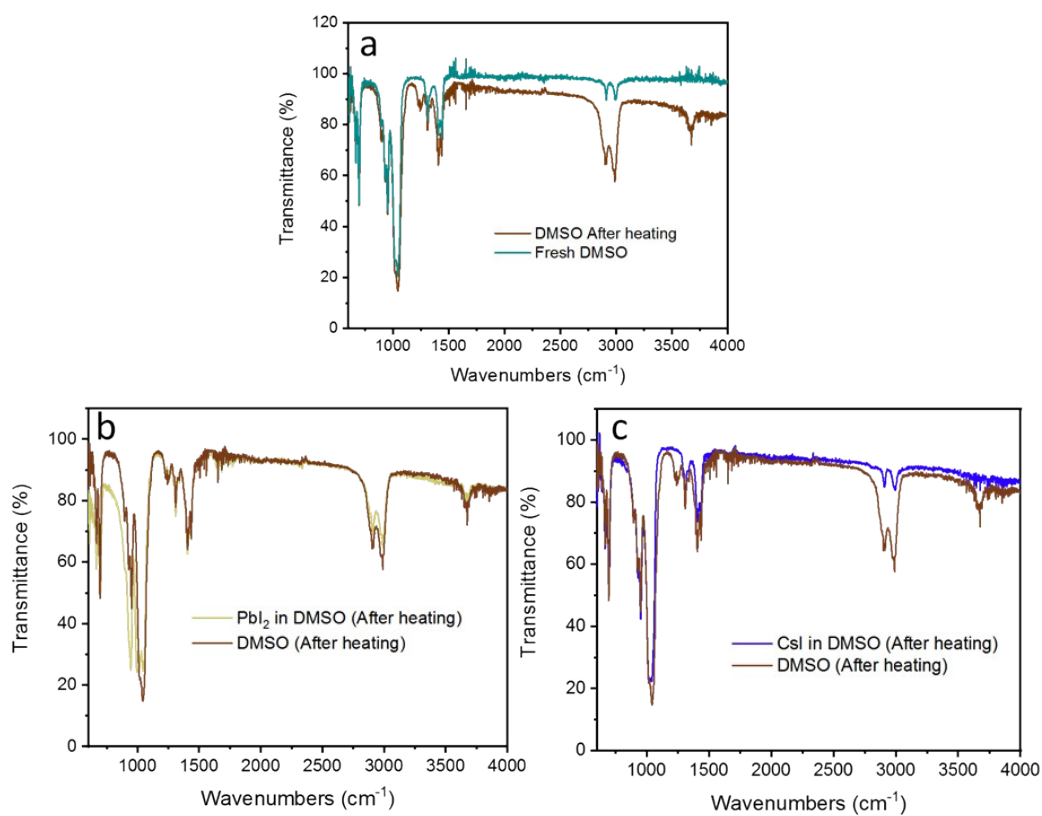 a
120
100
80
60
40
20
0
Transmittance (%)
DMSO After heating
Fresh DMSO
1000 1500 2000 2500 3000 3500 4000
Wavenumbers (cm⁻¹)
b
100
80
60
40
20
0
Transmittance (%)
PbI₂ in DMSO (After heating)
DMSO (After heating)
1000 1500 2000 2500 3000 3500 4000
Wavenumbers (cm⁻¹)
c
100
80
60
40
20
0
Transmittance (%)
CsI in DMSO (After heating)
DMSO (After heating)
1000 1500 2000 2500 3000 3500 4000
Wavenumbers (cm⁻¹)